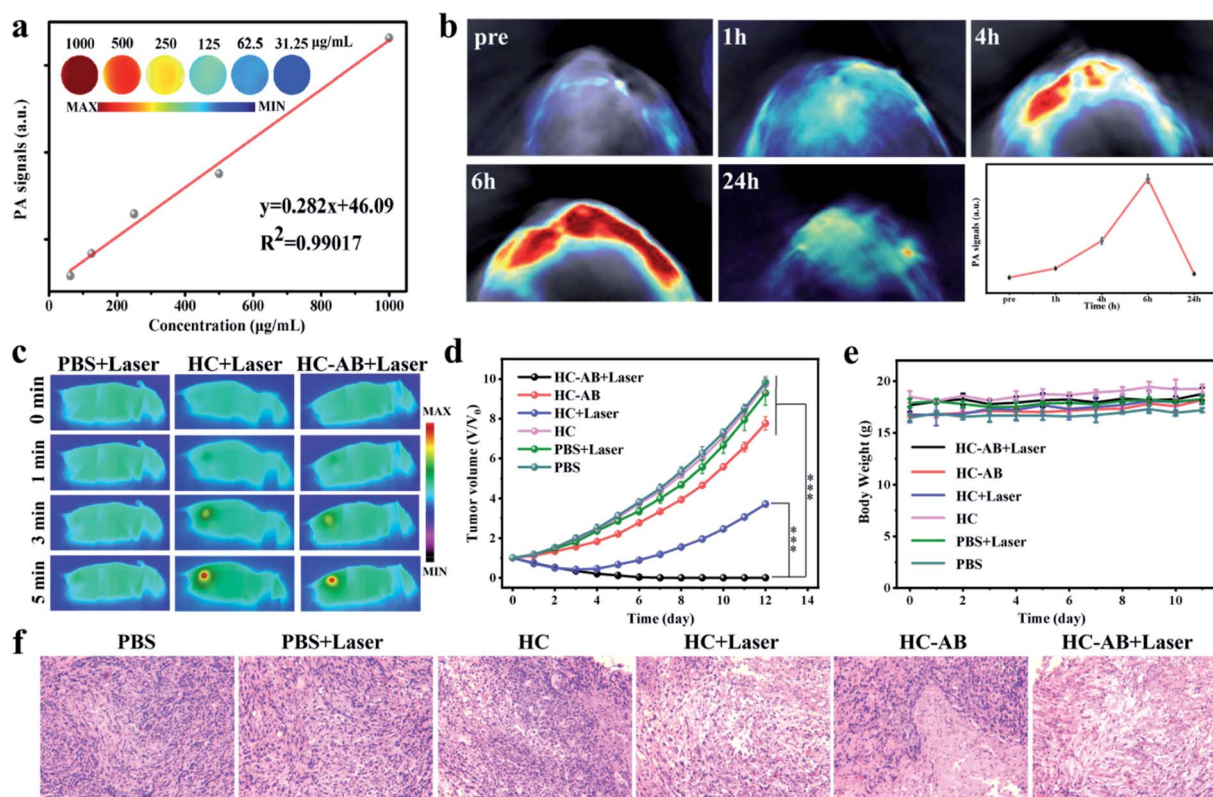 a
1000 500 250 125 62.5 31.25 μg/mL
MAX MIN
y=0.282x+46.09
R²=0.99017
PA signals (a.u.)
0 200 400 600 800 1000
Concentration (μg/mL)
b
pre
1h
4h
6h
24h
PA signals (a.u.)
pre 1h 4h 6h 24h
Time (h)
c
PBS+Laser HC+Laser HC-AB+Laser
0 min
1 min
3 min
5 min
MAX
MIN
d
HC-AB+Laser
HC-AB
HC+Laser
HC
PBS+Laser
PBS
Tumor volume (V/V₀)
10
8
6
4
2
0
***
***
0 2 4 6 8 10 12 14
Time (day)
e
Body Weight (g)
20
15
10
5
0
HC-AB+Laser
HC-AB
HC+Laser
HC
PBS+Laser
PBS
0 2 4 6 8 10
Time (day)
f
PBS PBS+Laser HC HC+Laser HC-AB HC-AB+Laser